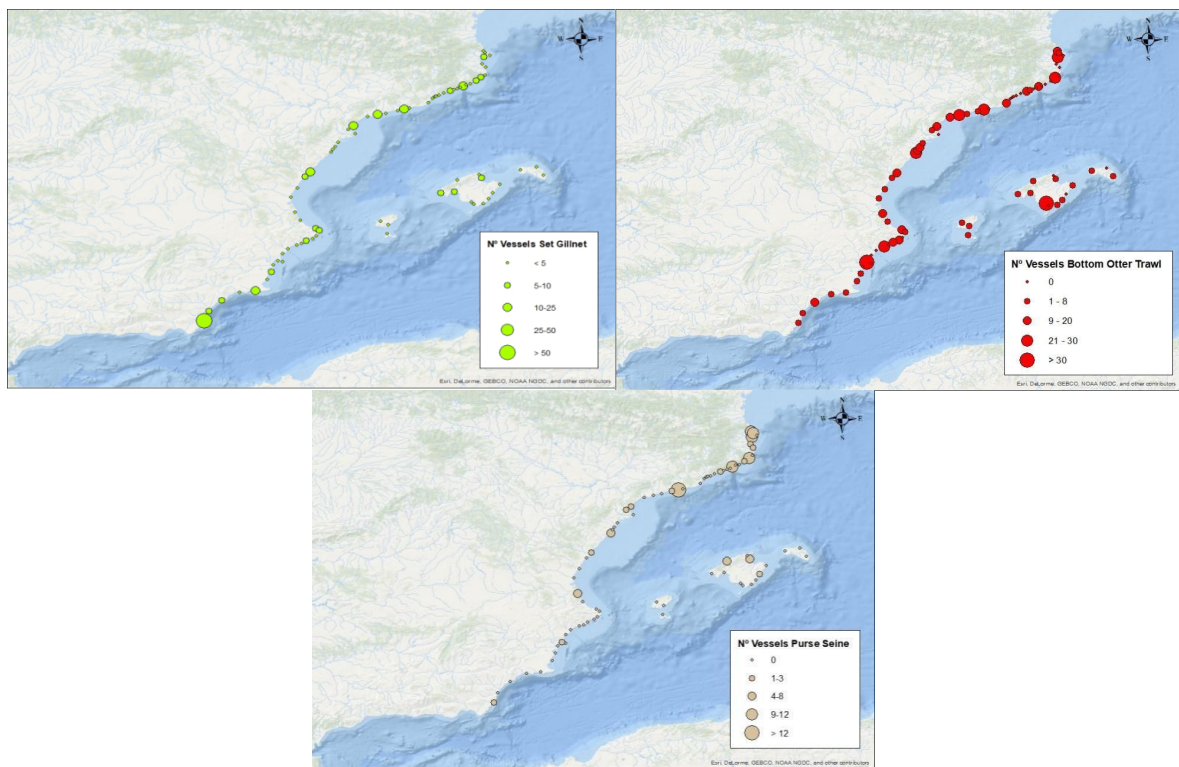 N
W E
S
Nº Vessels Set Gillnet
< 5
5-10
10-25
25-50
> 50
Esri, DeLorme, GEBCO, NOAA NGDC, and other contributors
N
W E
S
Nº Vessels Bottom Otter Trawl
0
1 - 8
9 - 20
21 - 30
> 30
Esri, DeLorme, GEBCO, NOAA NGDC, and other contributors
N
W E
S
Nº Vessels Purse Seine
0
1-3
4-8
9-12
> 12
Esri, DeLorme, GEBCO, NOAA NGDC, and other contributors